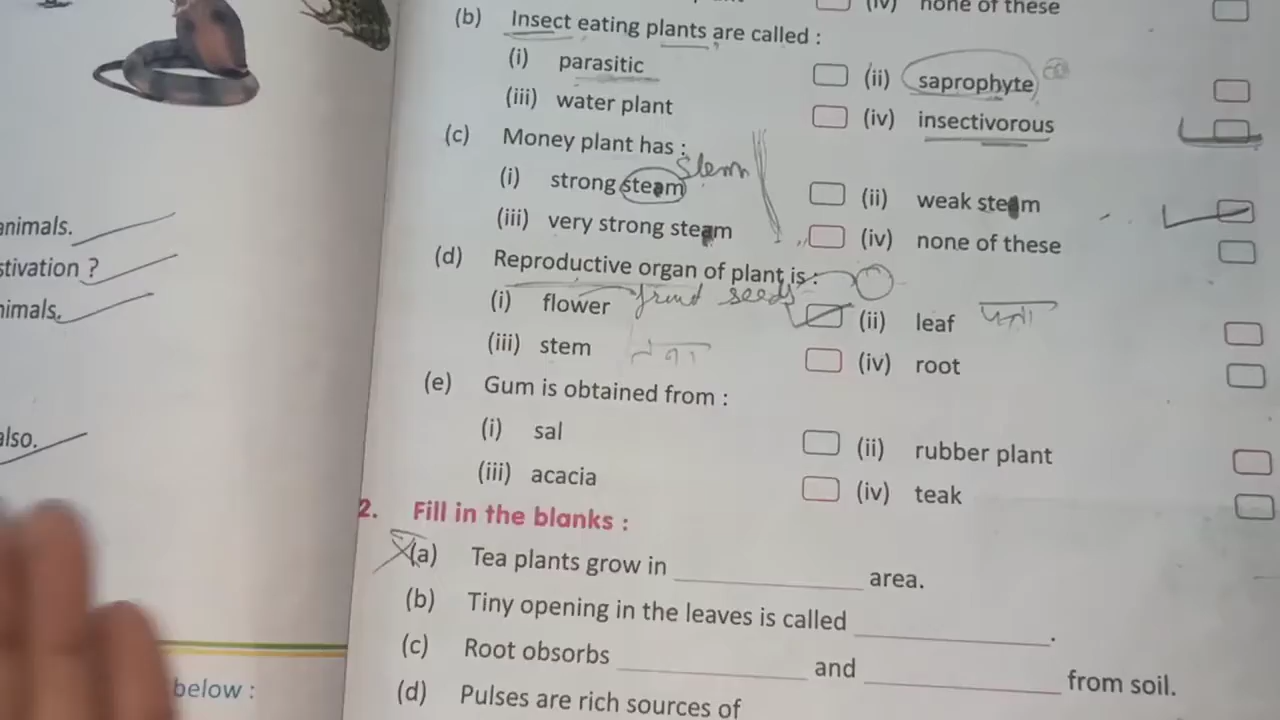 animals.
stivation ?
nimals.
also.
below :
(iv) none of these
(b) Insect eating plants are called :
(i) parasitic (ii) saprophyte
(iii) water plant (iv) insectivorous
(c) Money plant has :
Stem
(i) strong steam (ii) weak steam
(iii) very strong steam (iv) none of these
(d) Reproductive organ of plant is :
(i) flower seeds (ii) leaf
(iii) stem (iv) root
(e) Gum is obtained from :
(i) sal (ii) rubber plant
(iii) acacia (iv) teak
2. Fill in the blanks :
(a) Tea plants grow in ____________ area.
(b) Tiny opening in the leaves is called ____________.
(c) Root absorbs ____________ and ____________ from soil.
(d) Pulses are rich sources of